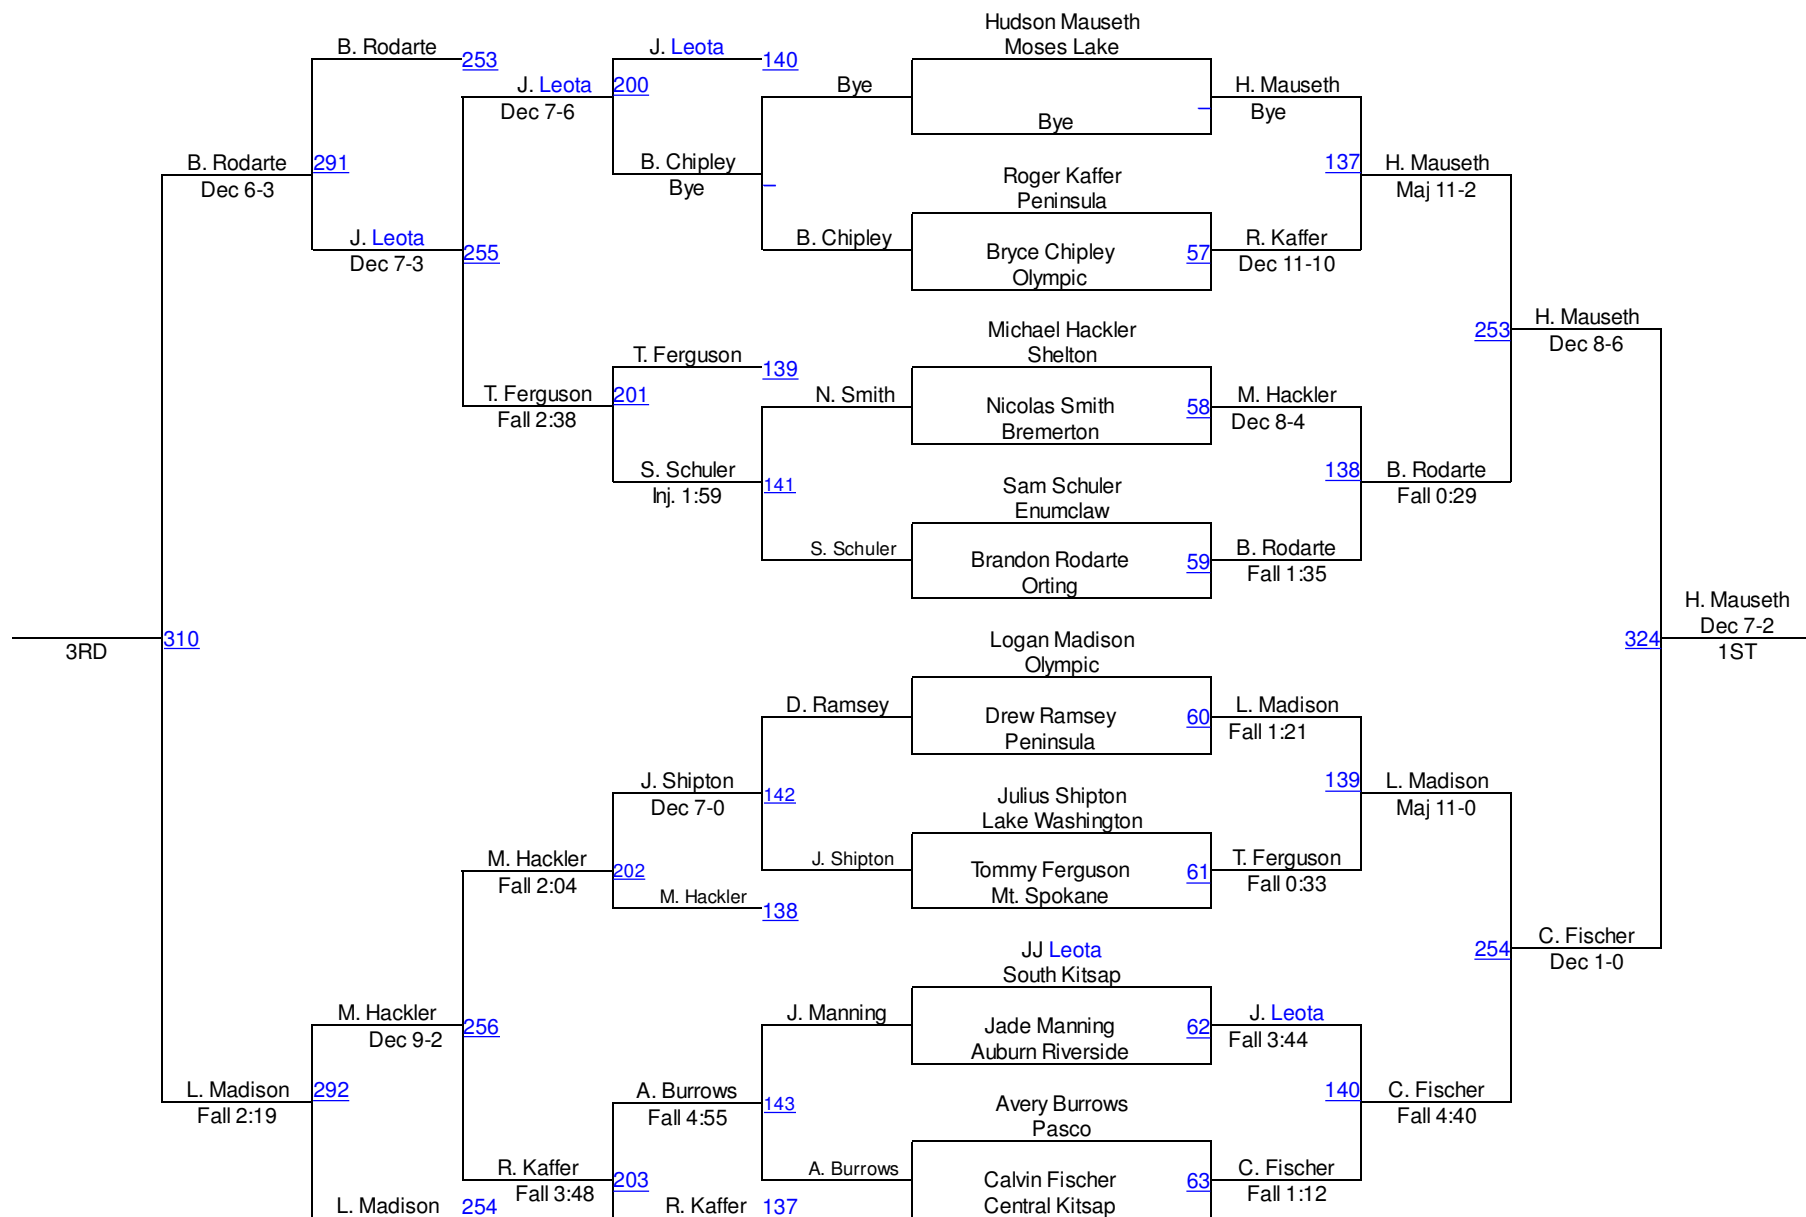 Hudson Mauseth
B. Rodarte
J. Leota
Moses Lake
253
140
J. Leota
200
Bye
H. Mauseth
Dec 7-6
Bye
Bye
B. Rodarte
291
B. Chipley
137
H. Mauseth
Dec 6-3
Bye
Roger Kaffer
Maj 11-2
Peninsula
J. Leota
B. Chipley
R. Kaffer
Dec 7-3
255
Bryce Chipley
57
Dec 11-10
Olympic
Michael Hackler
H. Mauseth
T. Ferguson
Shelton
253
Dec 8-6
139
T. Ferguson
201
N. Smith
M. Hackler
Fall 2:38
Nicolas Smith
58
Dec 8-4
Bremerton
S. Schuler
138
B. Rodarte
Inj. 1:59
141
Sam Schuler
Fall 0:29
Enumclaw
S. Schuler
B. Rodarte
Brandon Rodarte
59
Fall 1:35
Orting
H. Mauseth
310
Logan Madison
324
Dec 7-2
3RD
Olympic
1ST
D. Ramsey
L. Madison
Drew Ramsey
60
Fall 1:21
Peninsula
J. Shipton
139
L. Madison
Dec 7-0
142
Julius Shipton
Maj 11-0
Lake Washington
M. Hackler
J. Shipton
T. Ferguson
Fall 2:04
202
Tommy Ferguson
61
Fall 0:33
M. Hackler
138
Mt. Spokane
JJ Leota
254
C. Fischer
South Kitsap
Dec 1-0
M. Hackler
J. Manning
J. Leota
Dec 9-2
256
Jade Manning
62
Fall 3:44
Auburn Riverside
L. Madison
292
A. Burrows
140
C. Fischer
Fall 2:19
Fall 4:55
143
Avery Burrows
Fall 4:40
Pasco
R. Kaffer
A. Burrows
C. Fischer
Fall 3:48
203
Calvin Fischer
63
Fall 1:12
L. Madison
254
R. Kaffer
137
Central Kitsap